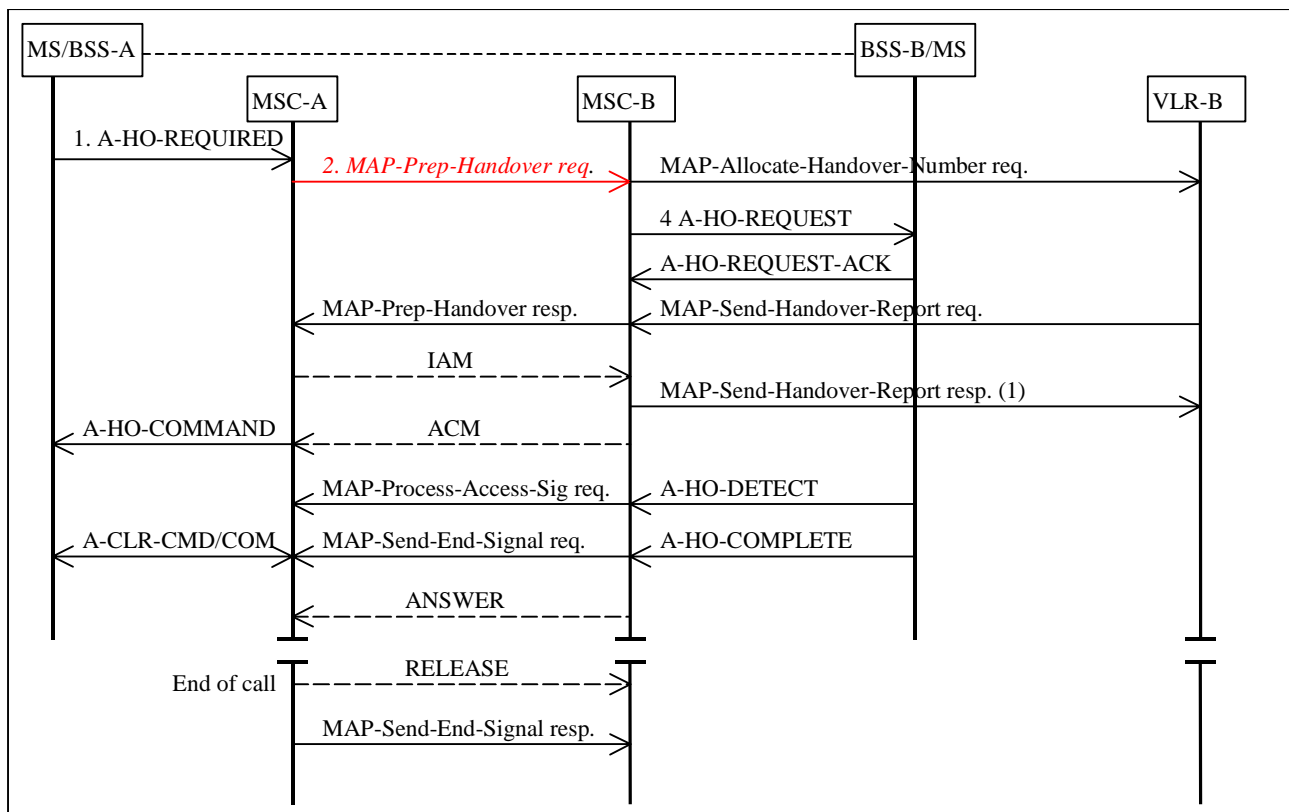 MS/BSS-A
BSS-B/MS
MSC-A
MSC-B
VLR-B
1. A-HO-REQUIRED
2. MAP-Prep-Handover req.
MAP-Allocate-Handover-Number req.
4 A-HO-REQUEST
A-HO-REQUEST-ACK
MAP-Prep-Handover resp.
MAP-Send-Handover-Report req.
IAM
MAP-Send-Handover-Report resp. (1)
A-HO-COMMAND
ACM
MAP-Process-Access-Sig req.
A-HO-DETECT
A-CLR-CMD/COM
MAP-Send-End-Signal req.
A-HO-COMPLETE
ANSWER
End of call
RELEASE
MAP-Send-End-Signal resp.